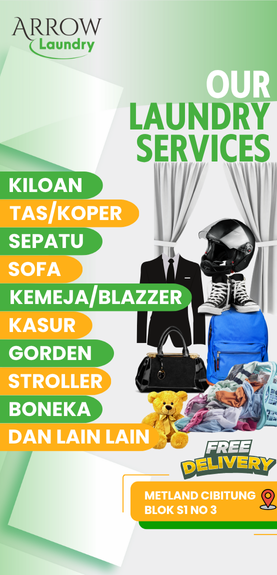 ARROW
Laundry
OUR
LAUNDRY
SERVICES
KILOAN
TAS/KOPER
SEPATU
SOFA
KEMEJA/BLAZZER
KASUR
GORDEN
STROLLER
BONEKA
DAN LAIN LAIN
FREE
DELIVERY
METLAND CIBITUNG
BLOK S1 NO 3